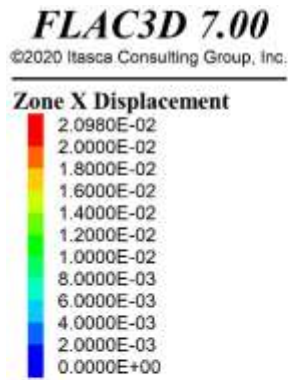 FLAC3D 7.00
©2020 Itasca Consulting Group, Inc.
Zone X Displacement
2.0980E-02
2.0000E-02
1.8000E-02
1.6000E-02
1.4000E-02
1.2000E-02
1.0000E-02
8.0000E-03
6.0000E-03
4.0000E-03
2.0000E-03
0.0000E+00